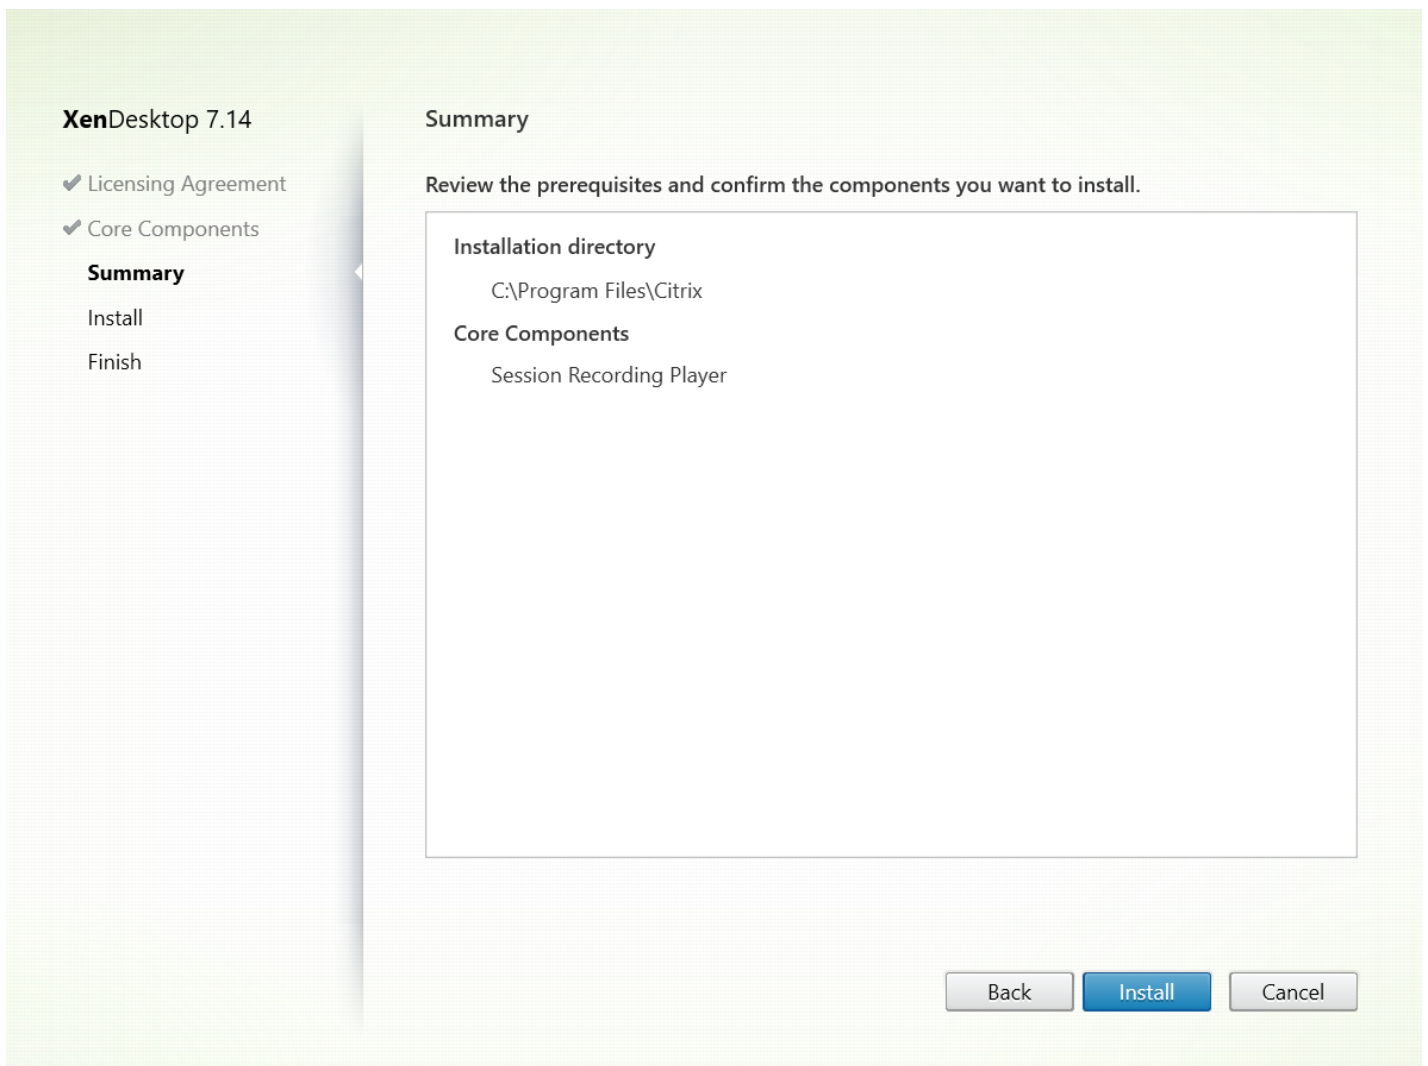 XenDesktop 7.14
Licensing Agreement
Core Components
Summary
Install
Finish
Summary
Review the prerequisites and confirm the components you want to install.
Installation directory
C:\Program Files\Citrix
Core Components
Session Recording Player
Back
Install
Cancel